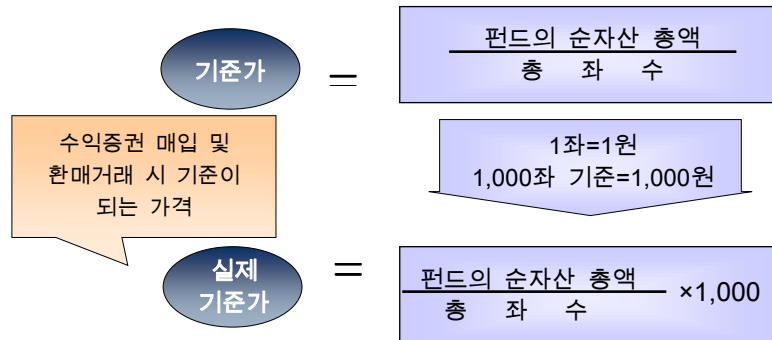 기준가
=
펀드의 순자산 총액
총 좌 수
수익증권 매입 및
환매거래 시 기준이
되는 가격
1좌=1원
1,000좌 기준=1,000원
실제
기준가
=
펀드의 순자산 총액
총 좌 수
×1,000